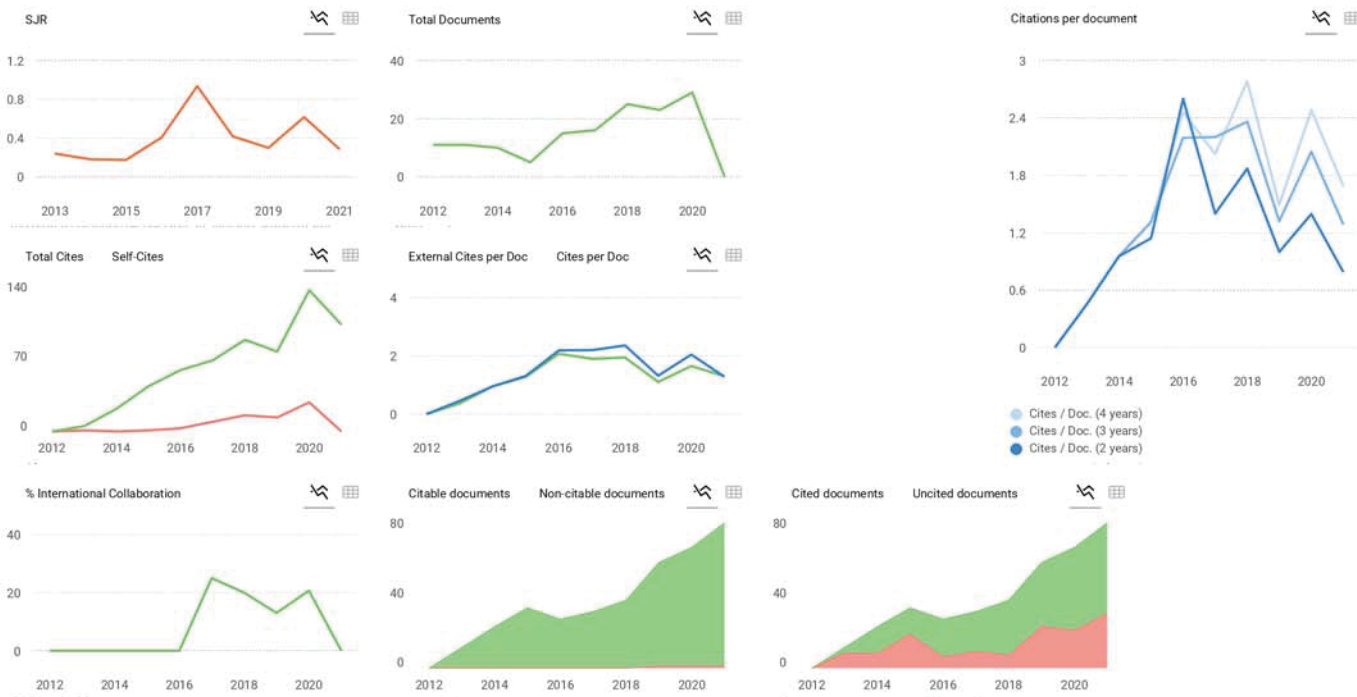 SJR
1.2
0.8
0.4
0
2013 2015 2017 2019 2021
Total Documents
40
20
0
2012 2014 2016 2018 2020
Citations per document
3
2.4
1.8
1.2
0.6
0
2012 2014 2016 2018 2020
Cites / Doc. (4 years)
Cites / Doc. (3 years)
Cites / Doc. (2 years)
Total Cites Self-Cites
140
70
0
2012 2014 2016 2018 2020
External Cites per Doc Cites per Doc
4
2
0
2012 2014 2016 2018 2020
% International Collaboration
40
20
0
2012 2014 2016 2018 2020
Citable documents Non-citable documents
80
40
0
2012 2014 2016 2018 2020
Cited documents Uncited documents
80
40
0
2012 2014 2016 2018 2020